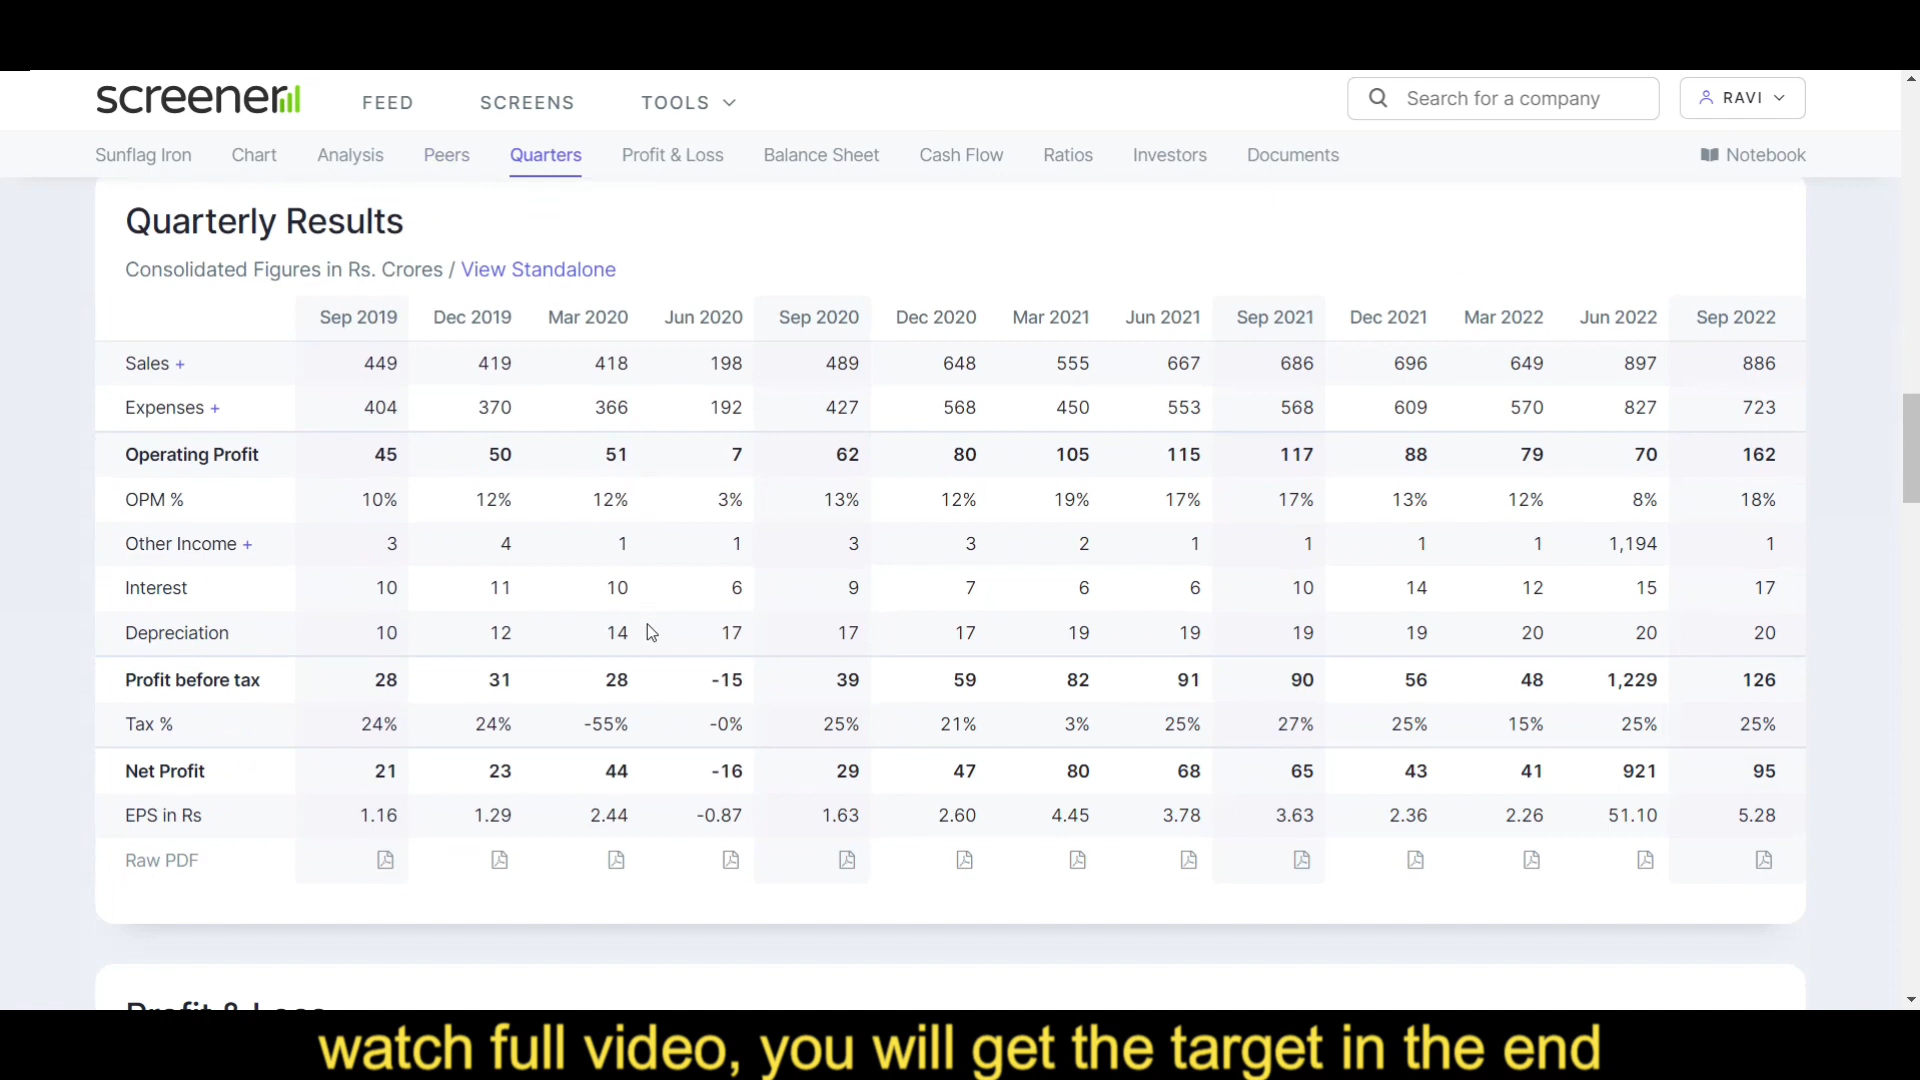 screener FEED SCREENS TOOLS Search for a company RAVI
Sunflag Iron Chart Analysis Peers Quarters Profit & Loss Balance Sheet Cash Flow Ratios Investors Documents Notebook
Quarterly Results
Consolidated Figures in Rs. Crores / View Standalone
Sep 2019 Dec 2019 Mar 2020 Jun 2020 Sep 2020 Dec 2020 Mar 2021 Jun 2021 Sep 2021 Dec 2021 Mar 2022 Jun 2022 Sep 2022
Sales + 449 419 418 198 489 648 555 667 686 696 649 897 886
Expenses + 404 370 366 192 427 568 450 553 568 609 570 827 723
Operating Profit 45 50 51 7 62 80 105 115 117 88 79 70 162
OPM % 10% 12% 12% 3% 13% 12% 19% 17% 17% 13% 12% 8% 18%
Other Income + 3 4 1 1 3 3 2 1 1 1 1 1,194 1
Interest 10 11 10 6 9 7 6 6 10 14 12 15 17
Depreciation 10 12 14 17 17 17 19 19 19 19 20 20 20
Profit before tax 28 31 28 -15 39 59 82 91 90 56 48 1,229 126
Tax % 24% 24% -55% -0% 25% 21% 3% 25% 27% 25% 15% 25% 25%
Net Profit 21 23 44 -16 29 47 80 68 65 43 41 921 95
EPS in Rs 1.16 1.29 2.44 -0.87 1.63 2.60 4.45 3.78 3.63 2.36 2.26 51.10 5.28
Raw PDF
Profit & Loss
watch full video, you will get the target in the end